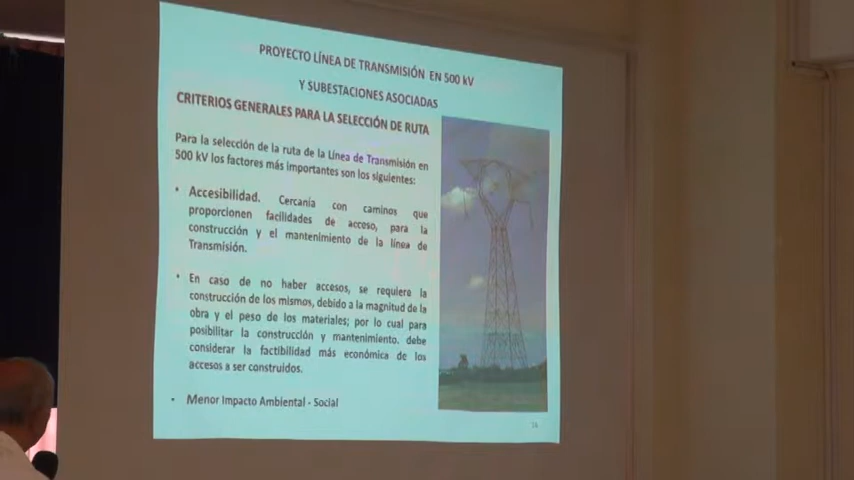 PROYECTO LÍNEA DE TRANSMISIÓN EN 500 kV
Y SUBESTACIONES ASOCIADAS
CRITERIOS GENERALES PARA LA SELECCIÓN DE RUTA
Para la selección de la ruta de la Línea de Transmisión en
500 kV los factores más importantes son los siguientes:
• Accesibilidad. Cercanía con caminos que
proporcionen facilidades de acceso, para la
construcción y el mantenimiento de la línea de
Transmisión.
• En caso de no haber accesos, se requiere la
construcción de los mismos, debido a la magnitud de la
obra y el peso de los materiales; por lo cual para
posibilitar la construcción y mantenimiento. debe
considerar la factibilidad más económica de los
accesos a ser construidos.
• Menor Impacto Ambiental - Social